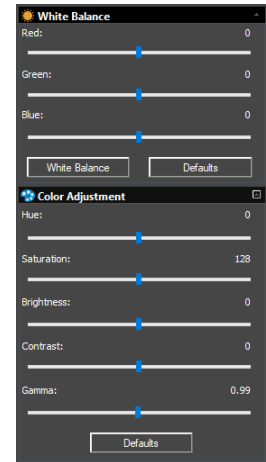 White Balance
Red: 0
Green: 0
Blue: 0
White Balance Defaults
Color Adjustment
Hue: 0
Saturation: 128
Brightness: 0
Contrast: 0
Gamma: 0.99
Defaults